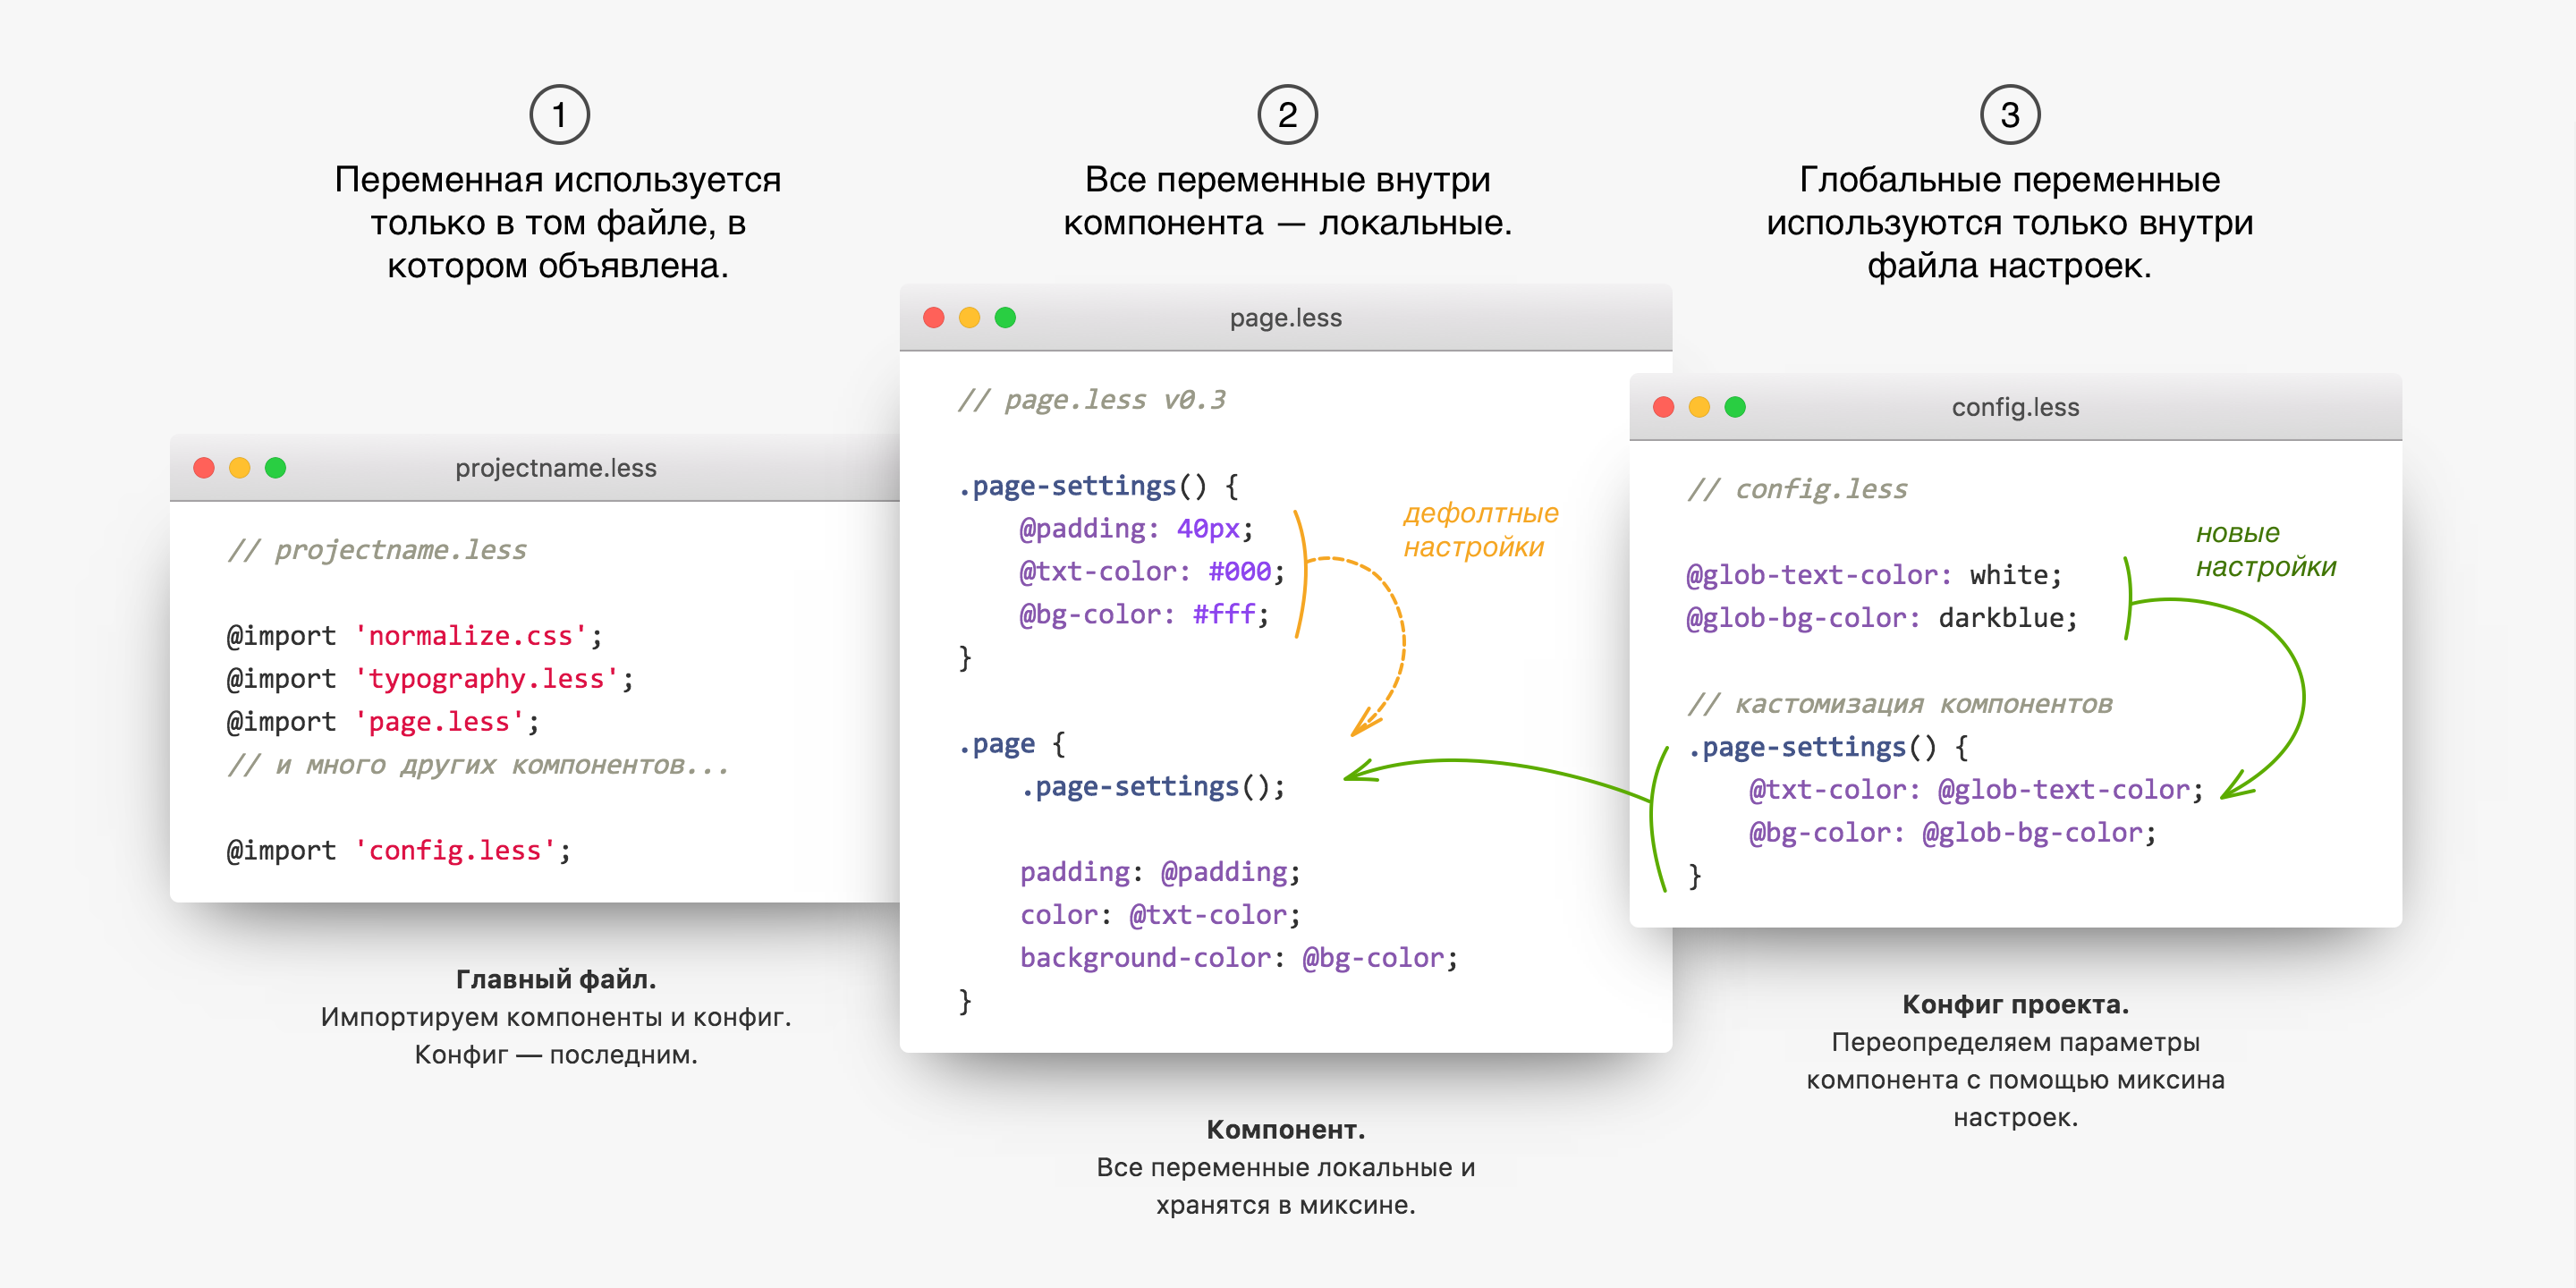 1
Переменная используется
только в том файле, в
котором объявлена.
projectname.less
// projectname.less
@import 'normalize.css';
@import 'typography.less';
@import 'page.less';
// и много других компонентов...
@import 'config.less';
Главный файл.
Импортируем компоненты и конфиг.
Конфиг — последним.
2
Все переменные внутри
компонента — локальные.
page.less
// page.less v0.3
.page-settings() {
@padding: 40px;
@txt-color: #000;
@bg-color: #fff;
}
дефолтные
настройки
.page {
.page-settings();
padding: @padding;
color: @txt-color;
background-color: @bg-color;
}
Компонент.
Все переменные локальные и
хранятся в миксине.
3
Глобальные переменные
используются только внутри
файла настроек.
config.less
// config.less
новые
настройки
@glob-text-color: white;
@glob-bg-color: darkblue;
// кастомизация компонентов
.page-settings() {
@txt-color: @glob-text-color;
@bg-color: @glob-bg-color;
}
Конфиг проекта.
Переопределяем параметры
компонента с помощью миксина
настроек.